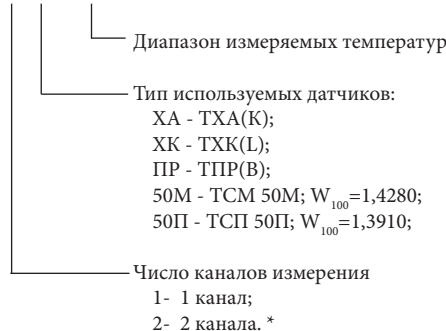 Диапазон измеряемых температур
Тип используемых датчиков:
ХА - ТХА(К);
ХК - ТХК(L);
ПР - ТПР(В);
50М - ТСМ 50М; W₁₀₀=1,4280;
50П - ТСП 50П; W₁₀₀=1,3910;
Число каналов измерения
1- 1 канал;
2- 2 канала. *